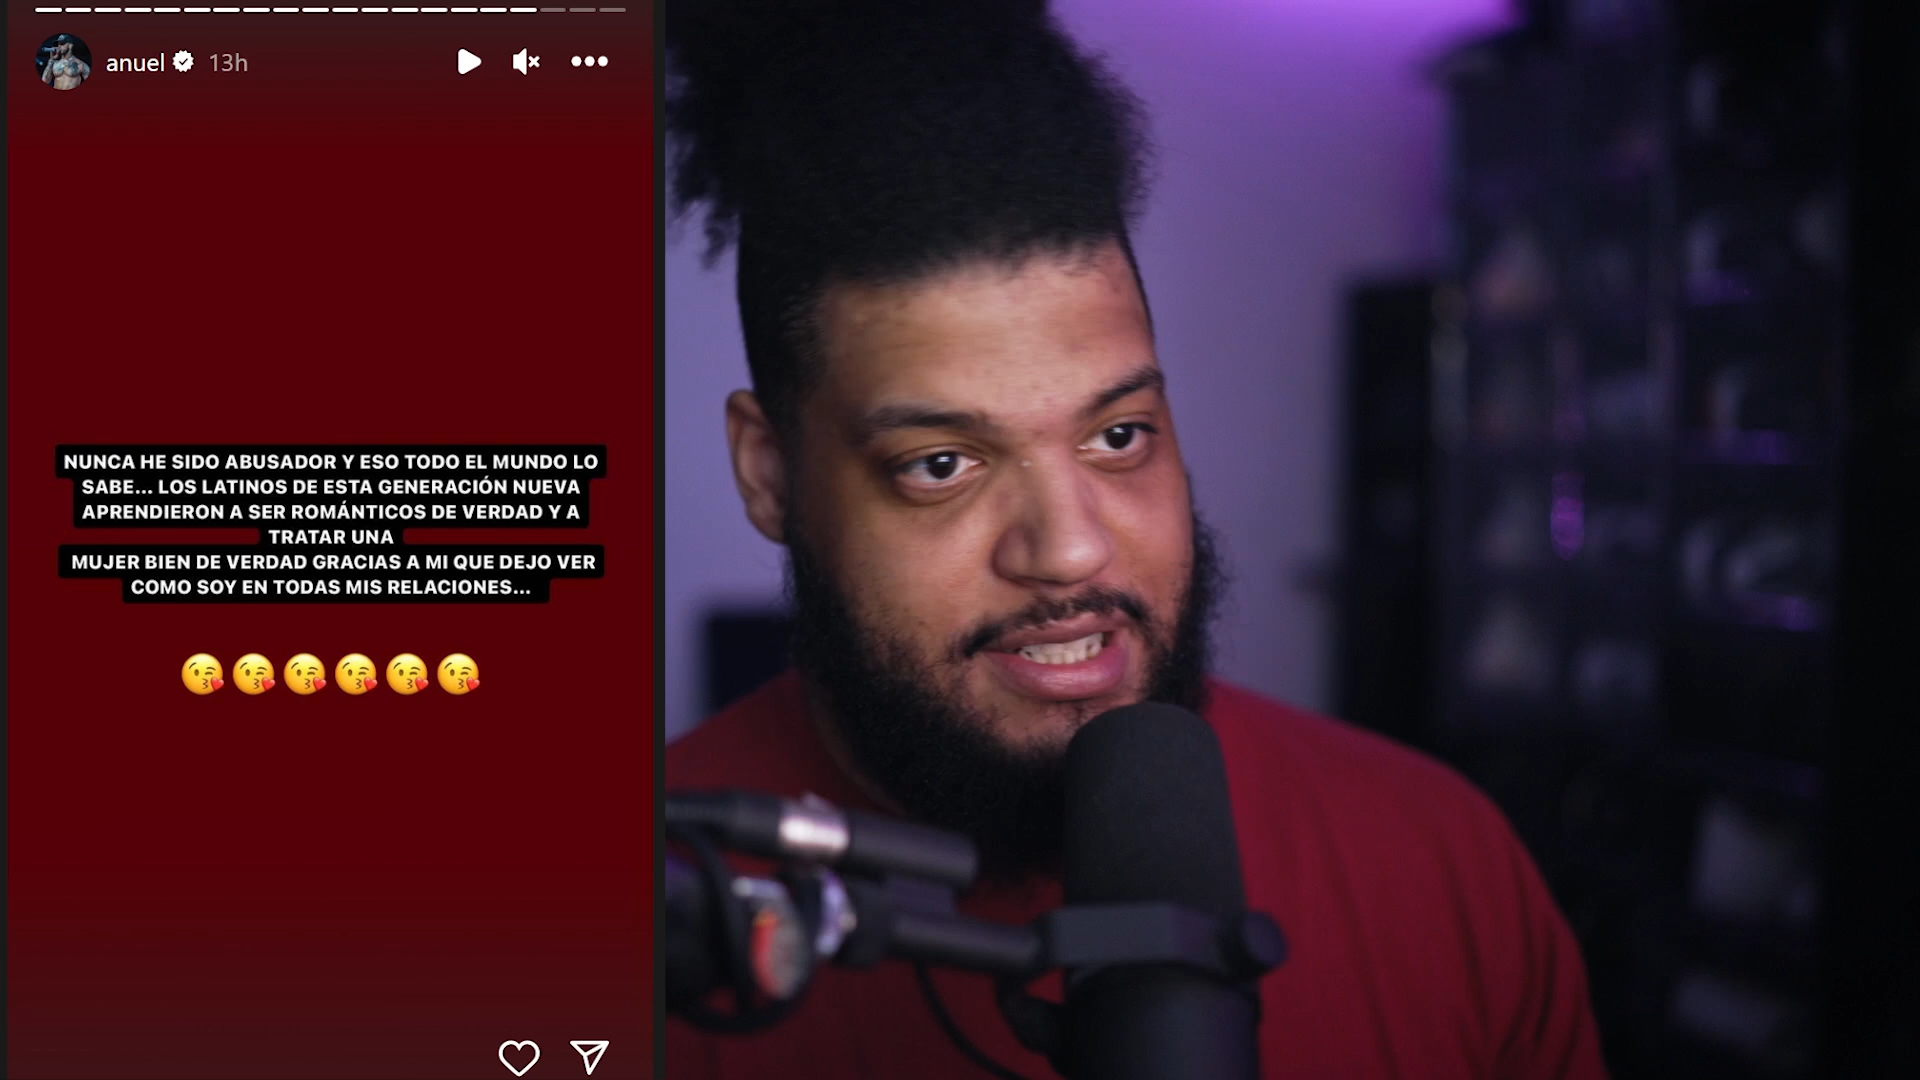 anuel 13h
NUNCA HE SIDO ABUSADOR Y ESO TODO EL MUNDO LO
SABE... LOS LATINOS DE ESTA GENERACIÓN NUEVA
APRENDIERON A SER ROMÁNTICOS DE VERDAD Y A
TRATAR UNA
MUJER BIEN DE VERDAD GRACIAS A MI QUE DEJO VER
COMO SOY EN TODAS MIS RELACIONES...
😘😘😘😘😘😘